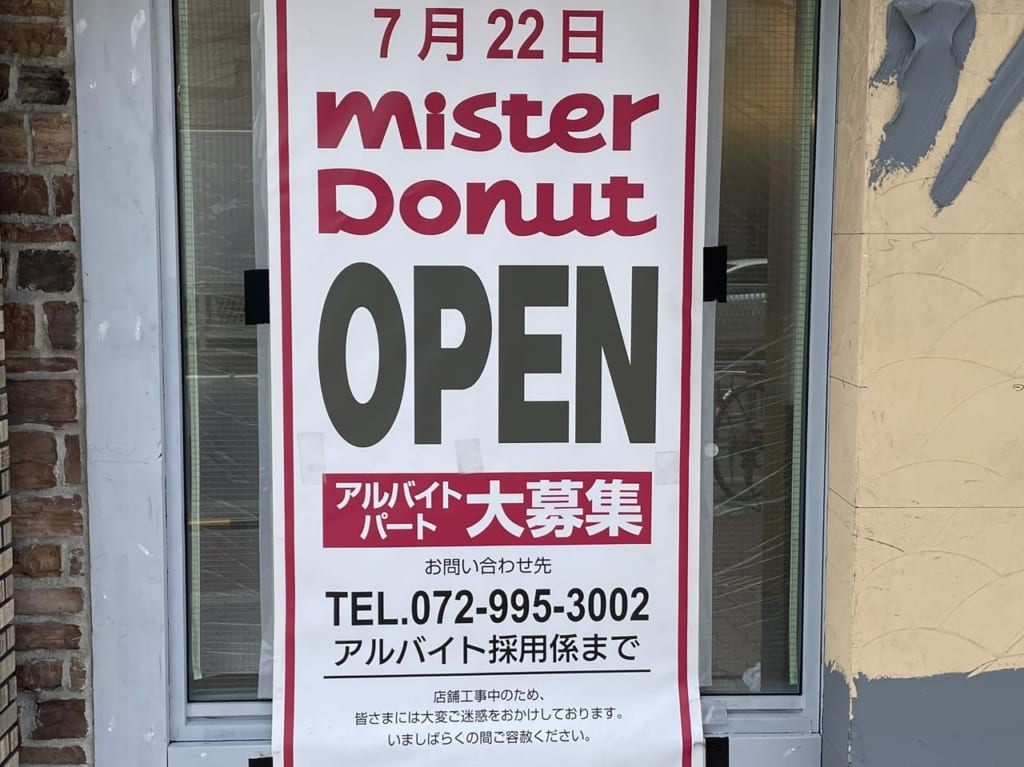 7月22日
mister
Donut
OPEN
アルバイト
パート
大募集
お問い合わせ先
TEL.072-995-3002
アルバイト採用係まで
店舗工事中のため、
皆さまには大変ご迷惑をおかけしております。
いましばらくの間ご容赦ください。